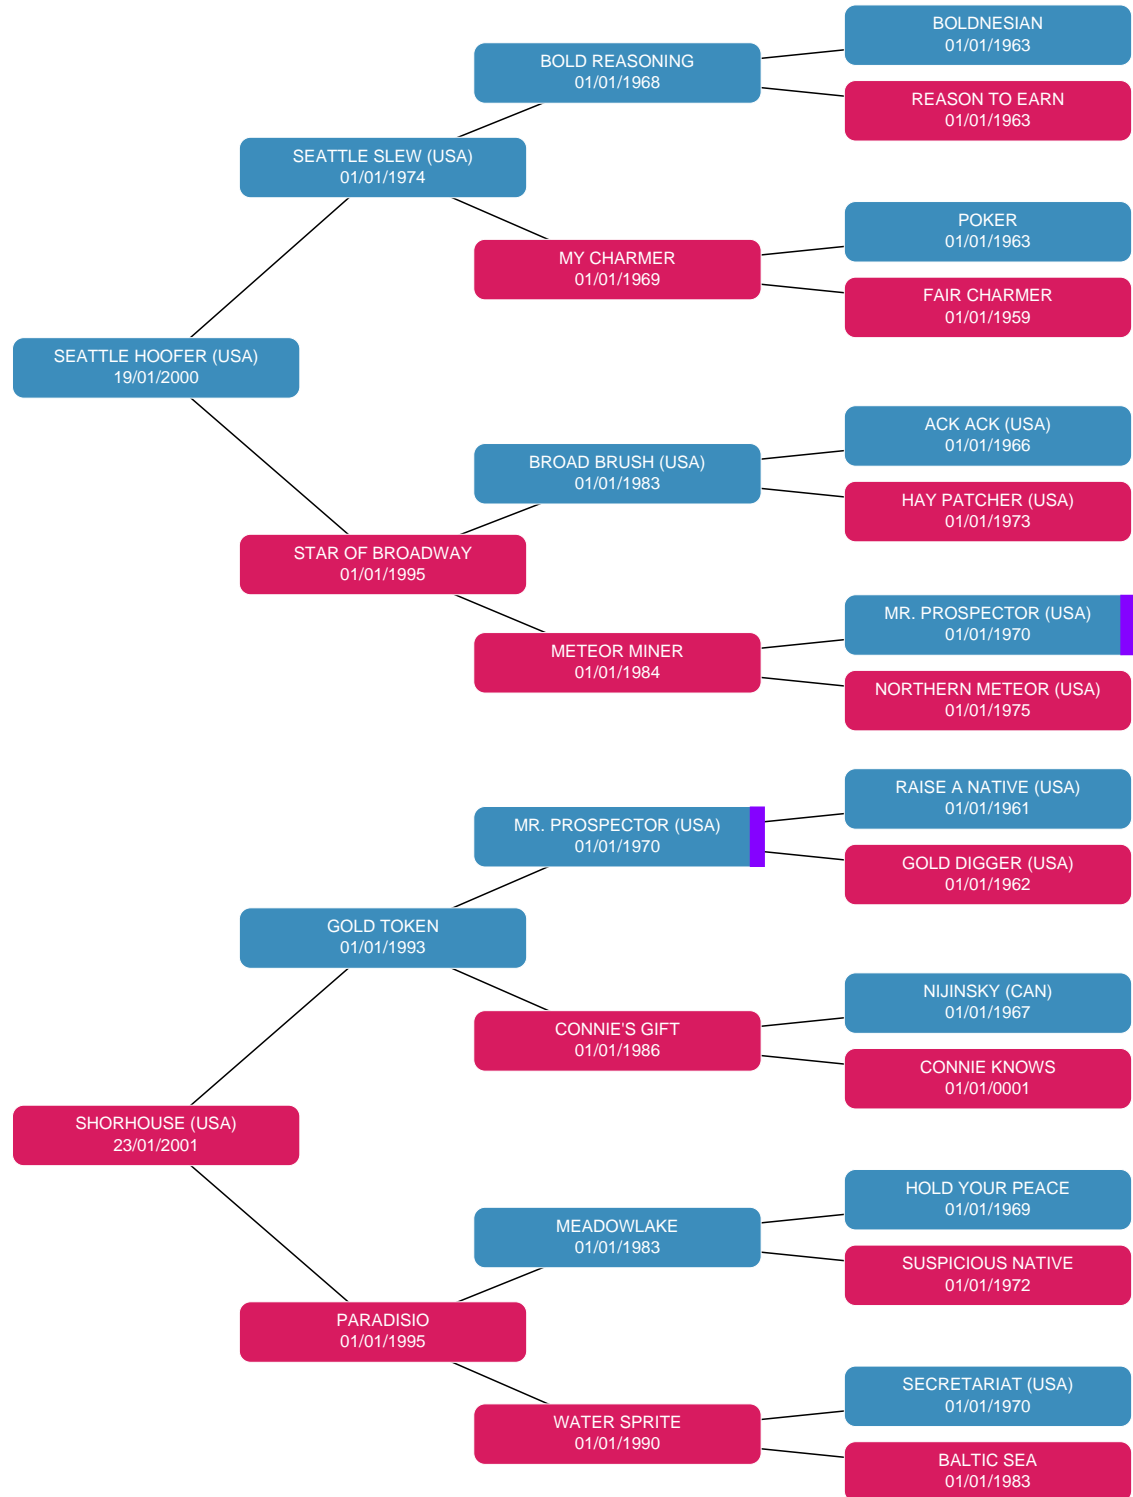 BOLDNESIAN
01/01/1963
BOLD REASONING
01/01/1968
REASON TO EARN
01/01/1963
SEATTLE SLEW (USA)
01/01/1974
POKER
01/01/1963
MY CHARMER
01/01/1969
FAIR CHARMER
01/01/1959
SEATTLE HOOFER (USA)
19/01/2000
ACK ACK (USA)
01/01/1966
BROAD BRUSH (USA)
01/01/1983
HAY PATCHER (USA)
01/01/1973
STAR OF BROADWAY
01/01/1995
MR. PROSPECTOR (USA)
01/01/1970
METEOR MINER
01/01/1984
NORTHERN METEOR (USA)
01/01/1975
RAISE A NATIVE (USA)
01/01/1961
MR. PROSPECTOR (USA)
01/01/1970
GOLD DIGGER (USA)
01/01/1962
GOLD TOKEN
01/01/1993
NIJINSKY (CAN)
01/01/1967
CONNIE'S GIFT
01/01/1986
CONNIE KNOWS
01/01/0001
SHORHOUSE (USA)
23/01/2001
HOLD YOUR PEACE
01/01/1969
MEADOWLAKE
01/01/1983
SUSPICIOUS NATIVE
01/01/1972
PARADISIO
01/01/1995
SECRETARIAT (USA)
01/01/1970
WATER SPRITE
01/01/1990
BALTIC SEA
01/01/1983